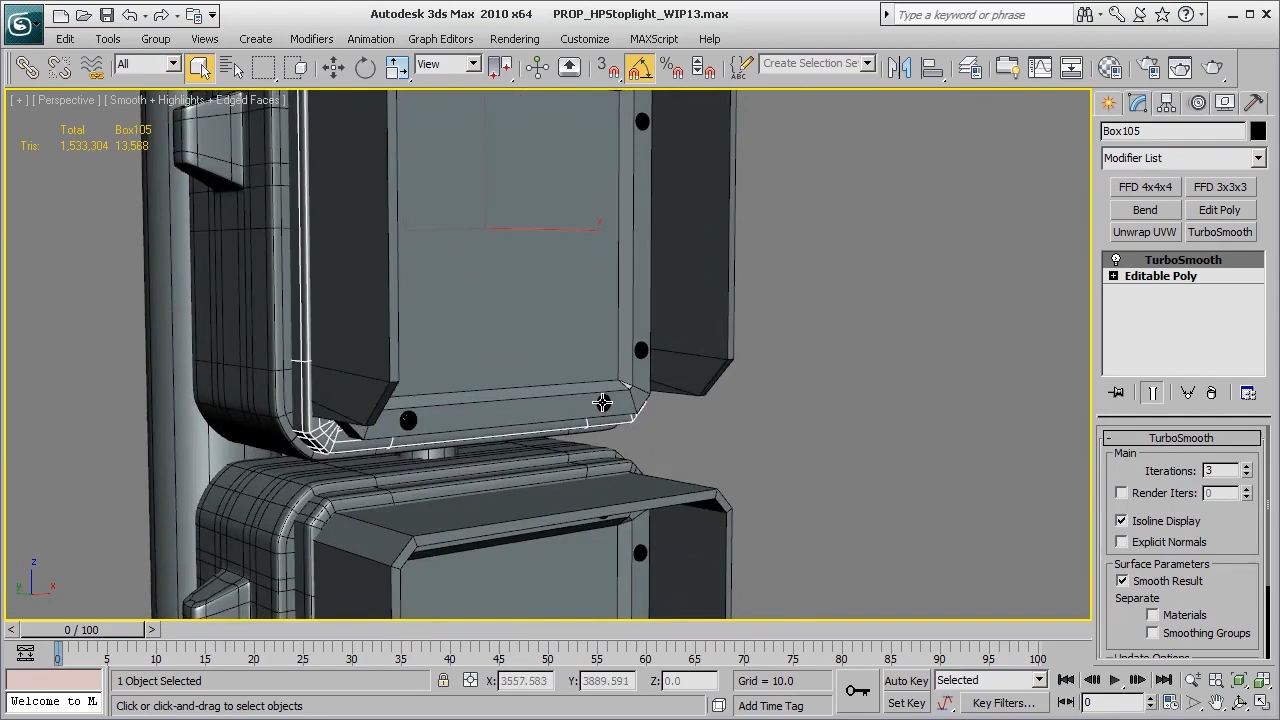 Autodesk 3ds Max 2010 x64 PROP_HPStoplight_WIP13.max
Type a keyword or phrase
Edit Tools Group Views Create Modifiers Animation Graph Editors Rendering Customize MAXScript Help
All View 3 % ABC Create Selection Se
[ + ] [ Perspective ] [ Smooth + Highlights + Edged Faces ]
Total Box105
Tris: 1,533,304 13,568
x
z
y x
Box105
Modifier List
FFD 4x4x4 FFD 3x3x3
Bend Edit Poly
Unwrap UVW TurboSmooth
TurboSmooth
Editable Poly
- TurboSmooth
Main
Iterations: 3
Render Iters: 0
Isoline Display
Explicit Normals
Surface Parameters
Smooth Result
Separate
Materials
Smoothing Groups
Update Options
< 0 / 100 >
0 5 10 15 20 25 30 35 40 45 50 55 60 65 70 75 80 85 90 95 100
1 Object Selected X: 3557.583 Y: 3889.591 Z: 0.0 Grid = 10.0 Auto Key Selected
Welcome to M Click or click-and-drag to select objects Add Time Tag Set Key Key Filters... 0